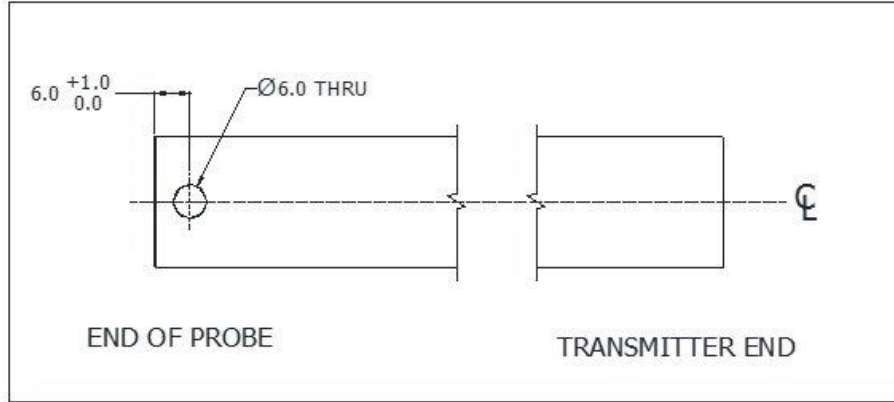 6.0 +1.0
0.0
Ø6.0 THRU
℄
END OF PROBE
TRANSMITTER END